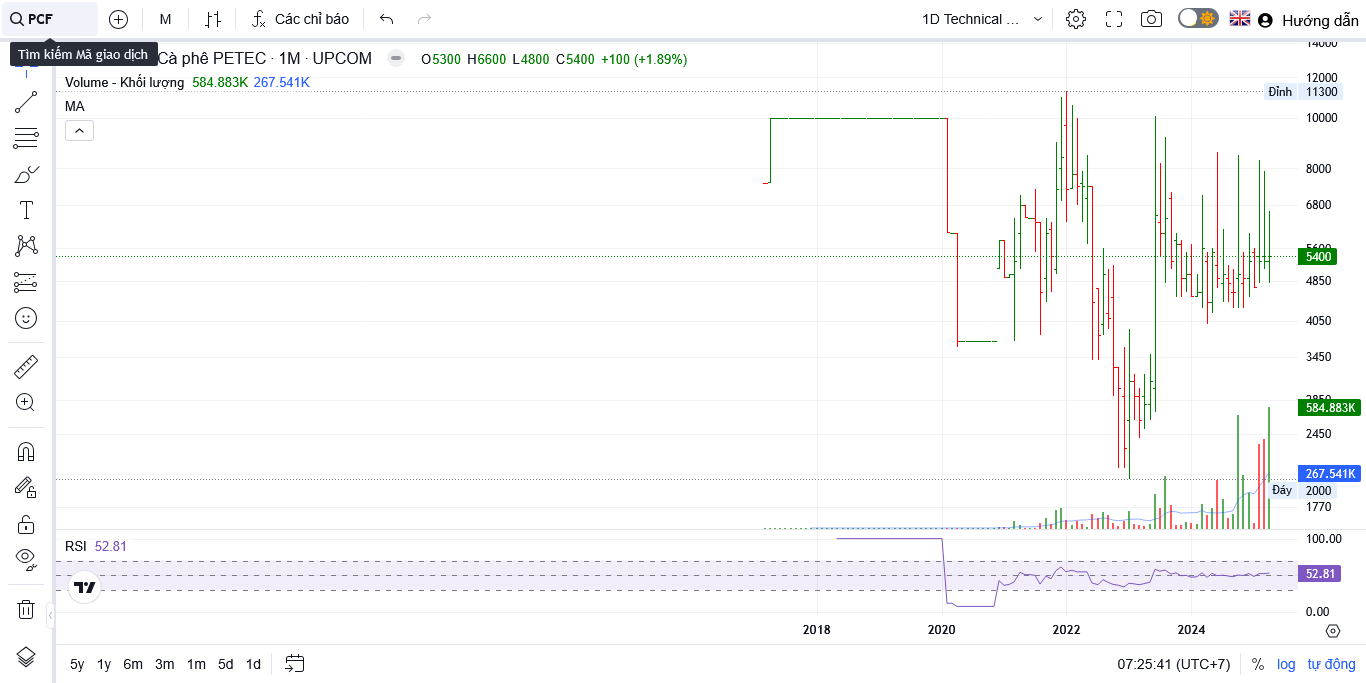 PCF
M
Các chỉ báo
1D Technical ...
Hướng dẫn
Tìm kiếm Mã giao dịch
Cà phê PETEC · 1M · UPCOM
O5300 H6600 L4800 C5400 +100 (+1.89%)
Volume - Khối lượng 584.883K 267.541K
MA
14000
12000
Đỉnh 11300
10000
8000
6800
5600
5400
4850
4050
3450
2850
584.883K
2450
267.541K
Đáy 2000
1770
RSI 52.81
100.00
52.81
0.00
2018 2020 2022 2024
5y 1y 6m 3m 1m 5d 1d
07:25:41 (UTC+7) % log tự động